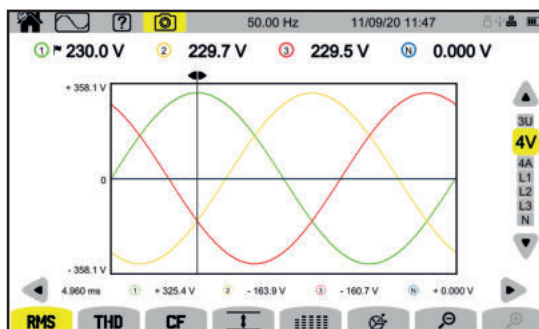 ? 50.00 Hz 11/09/20 11:47
1 230.0 V 2 229.7 V 3 229.5 V N 0.000 V
+ 358.1 V
3U
4V
4A
L1
L2
L3
N
0
- 358.1 V
4.960 ms 1 + 325.4 V 2 - 163.9 V 3 - 160.7 V N + 0.000 V
RMS THD CF